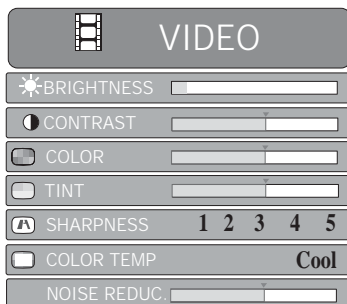 VIDEO
BRIGHTNESS
CONTRAST
COLOR
TINT
SHARPNESS 1 2 3 4 5
COLOR TEMP Cool
NOISE REDUC.